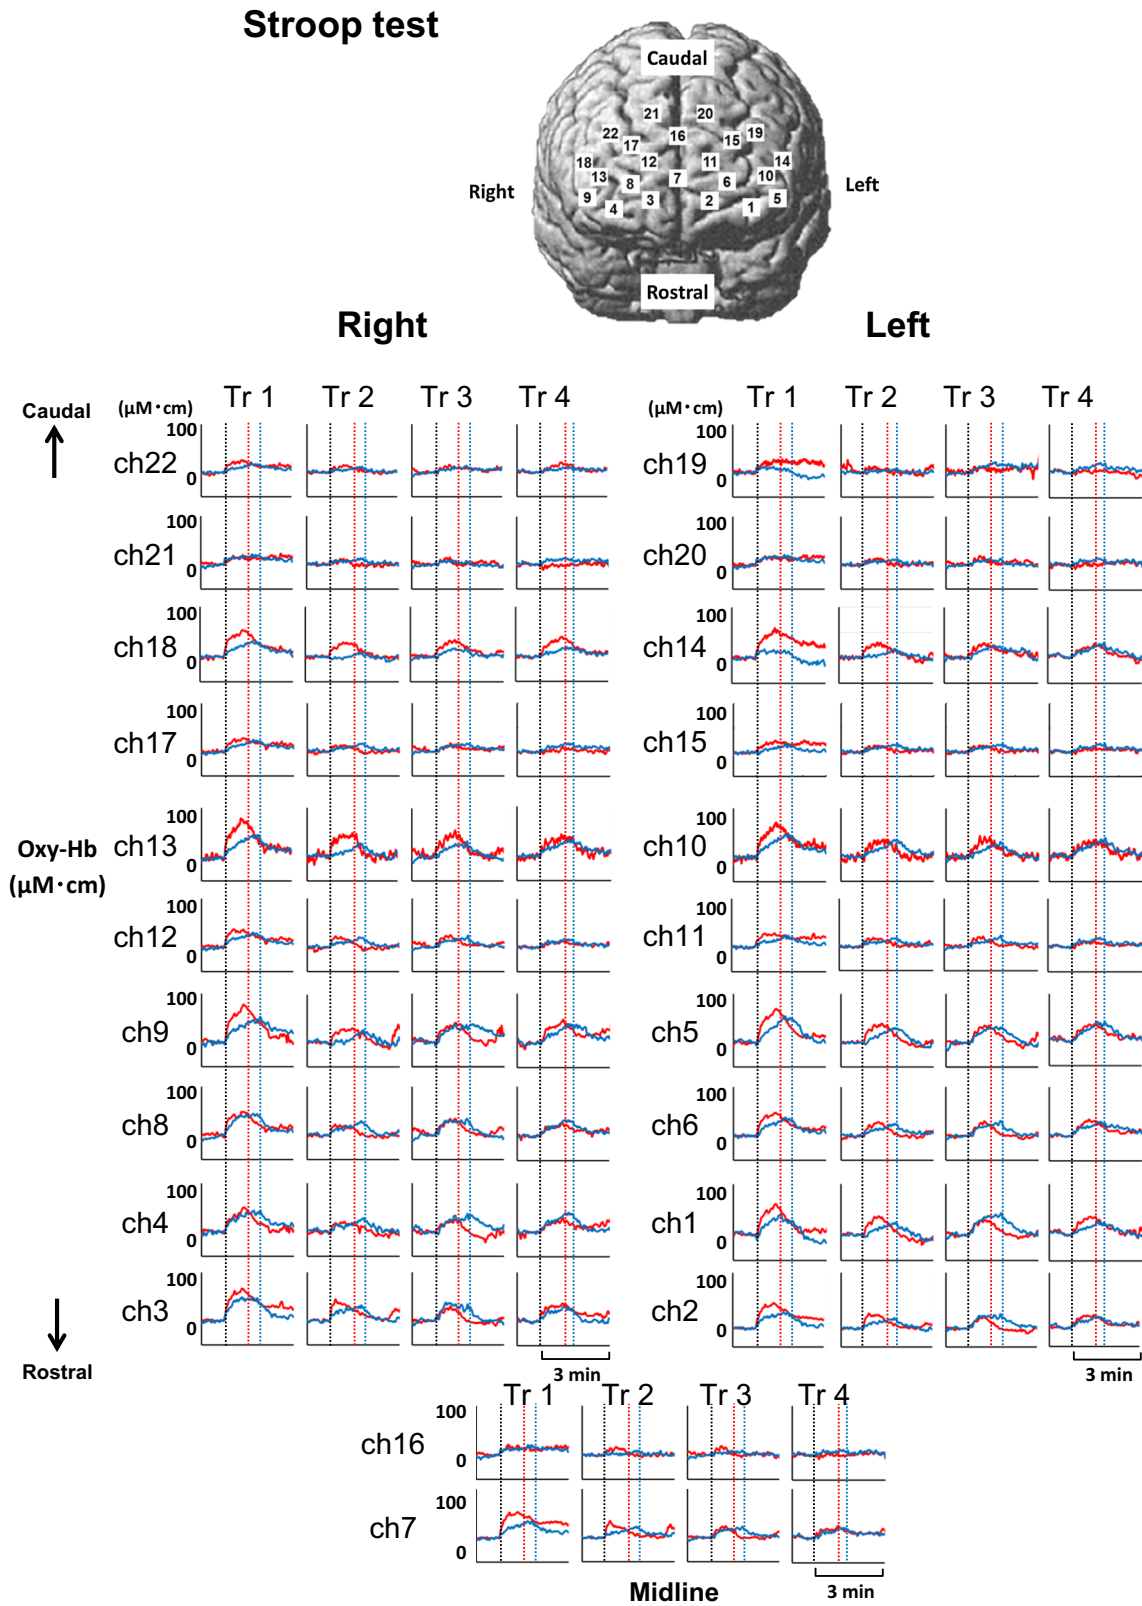 Stroop test
Caudal
21 20
22 17 16 15 19
18 12 11 14
13 8 7 6 10
9 4 3 2 1 5
Right
Left
Rostral
Right Left
Caudal
(μM・cm) Tr 1 Tr 2 Tr 3 Tr 4
(μM・cm) Tr 1 Tr 2 Tr 3 Tr 4
ch22 100 0
ch19 100 0
ch21 100 0
ch20 100 0
ch18 100 0
ch14 100 0
ch17 100 0
ch15 100 0
Oxy-Hb
(μM・cm)
ch13 100 0
ch10 100 0
ch12 100 0
ch11 100 0
ch9 100 0
ch5 100 0
ch8 100 0
ch6 100 0
ch4 100 0
ch1 100 0
ch3 100 0
ch2 100 0
Rostral
3 min
3 min
Tr 1 Tr 2 Tr 3 Tr 4
ch16 100 0
ch7 100 0
3 min
Midline